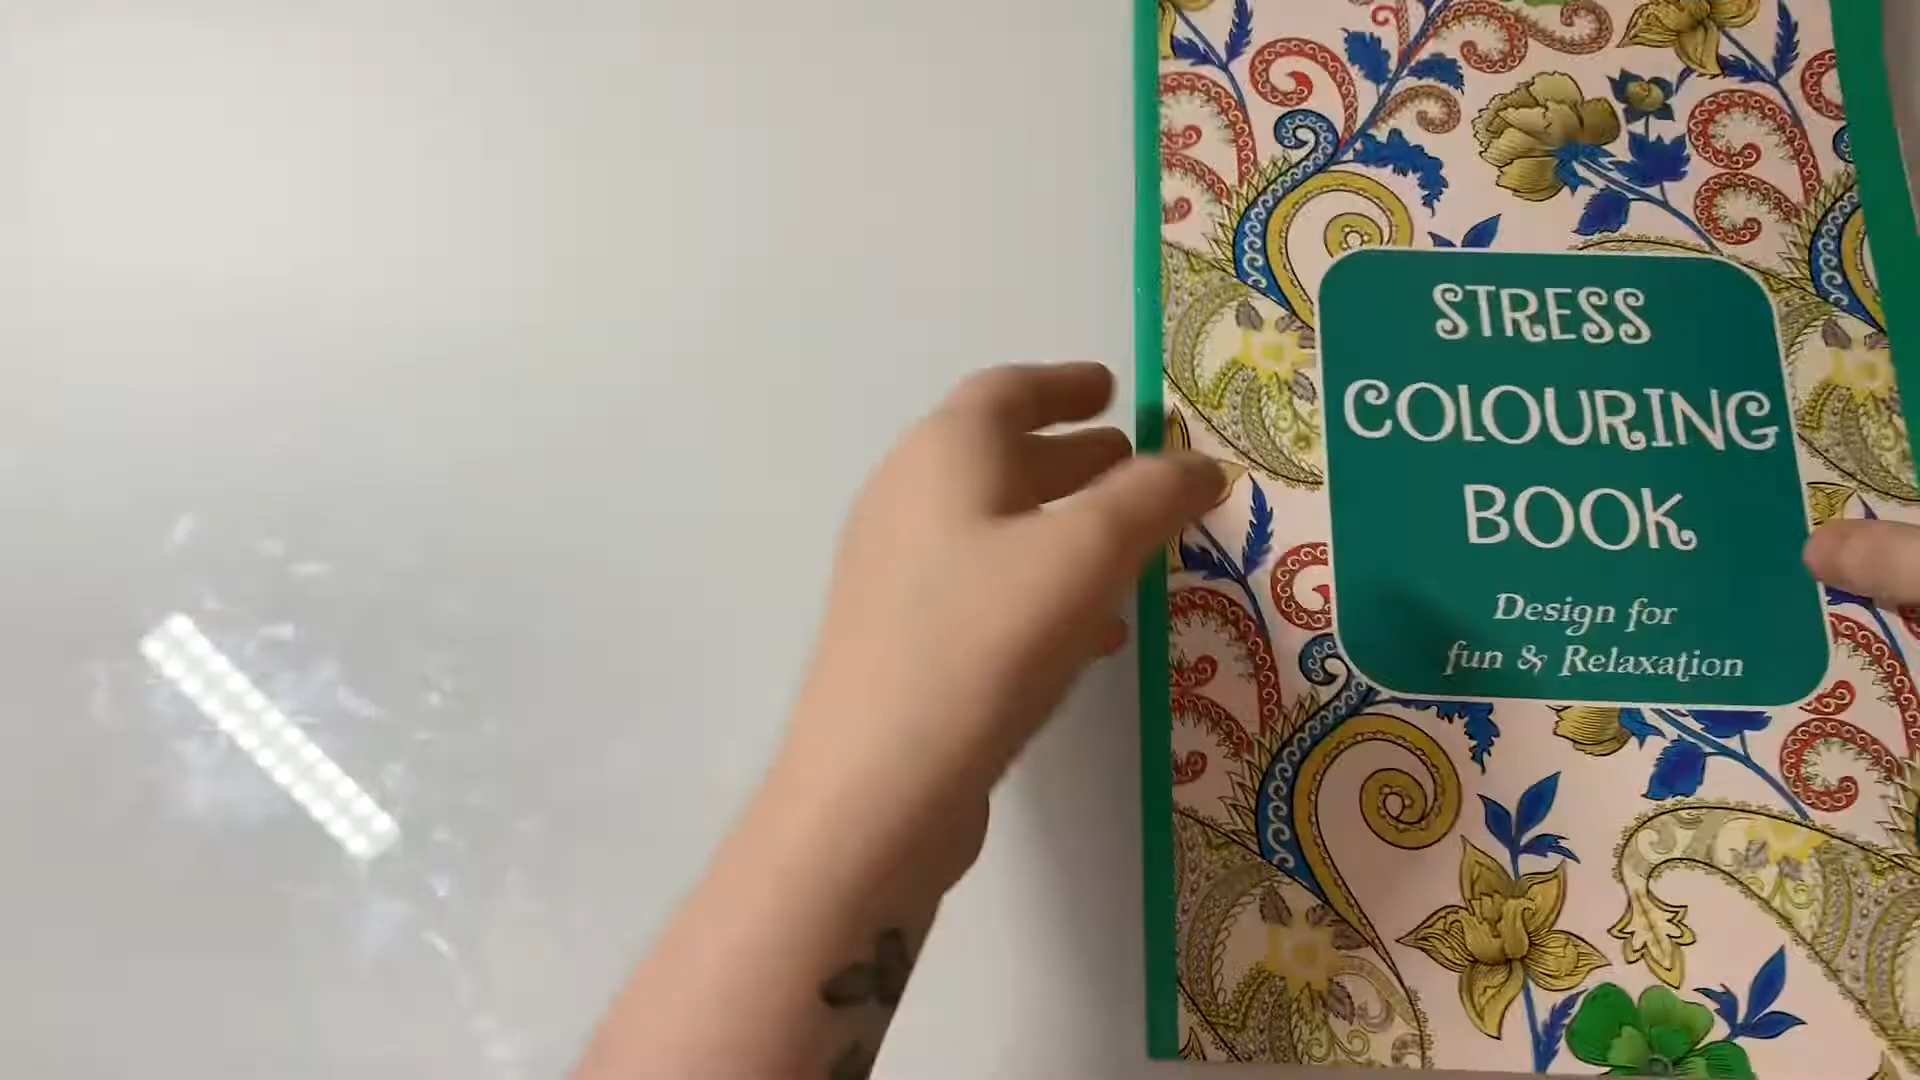 STRESS
COLOURING
BOOK
Design for
fun & Relaxation